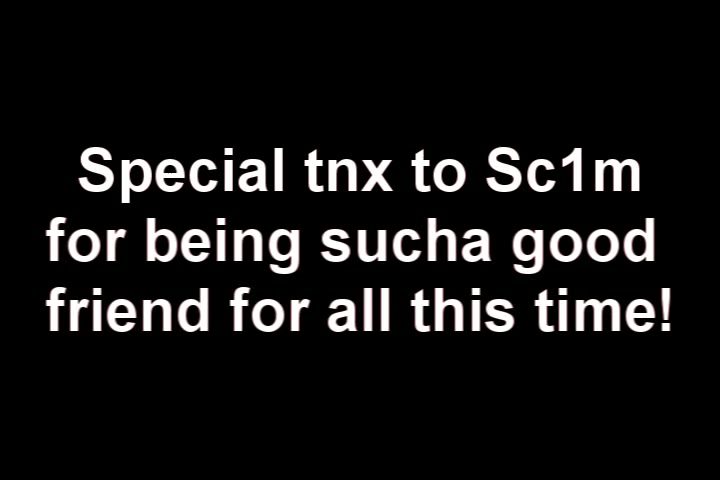 Special tnx to Sc1m
for being sucha good
friend for all this time!